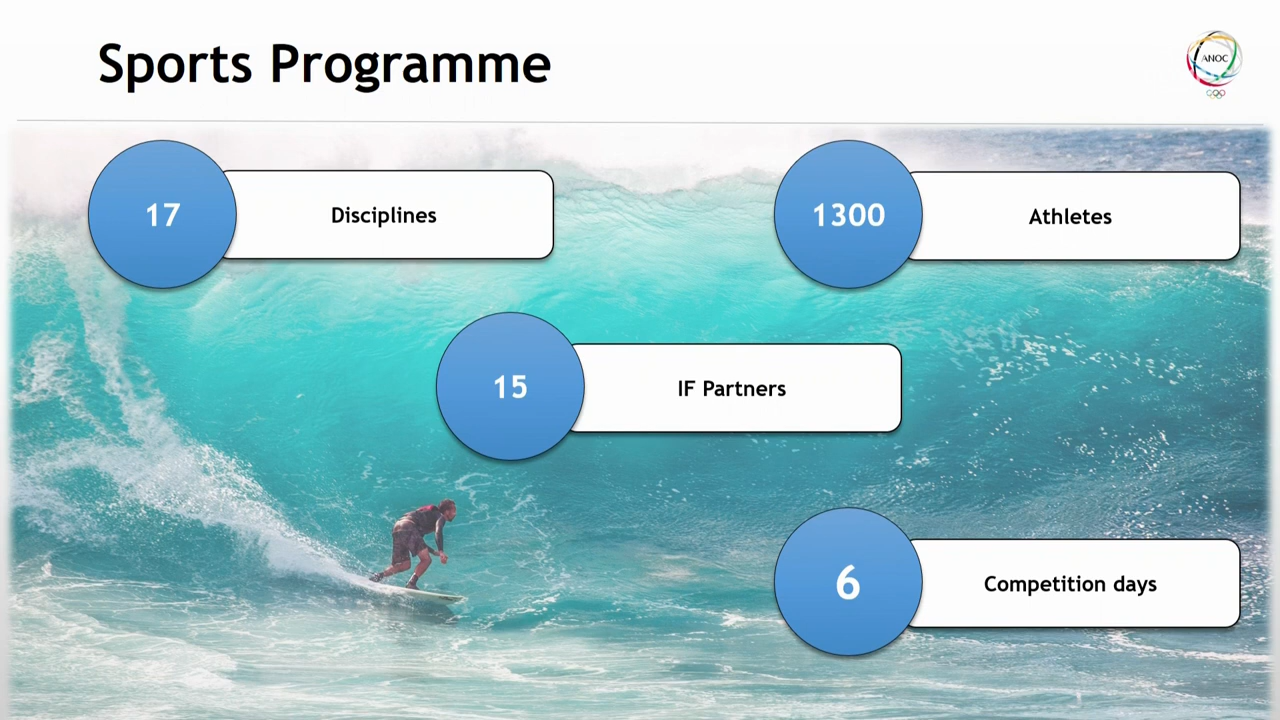 Sports Programme
ANOC
17
Disciplines
1300
Athletes
15
IF Partners
6
Competition days